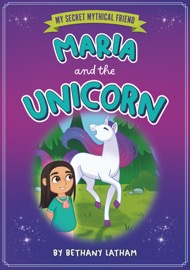 MY SECRET MYTHICAL FRIEND
MARIA
and the
UNICORN
BY BETHANY LATHAM